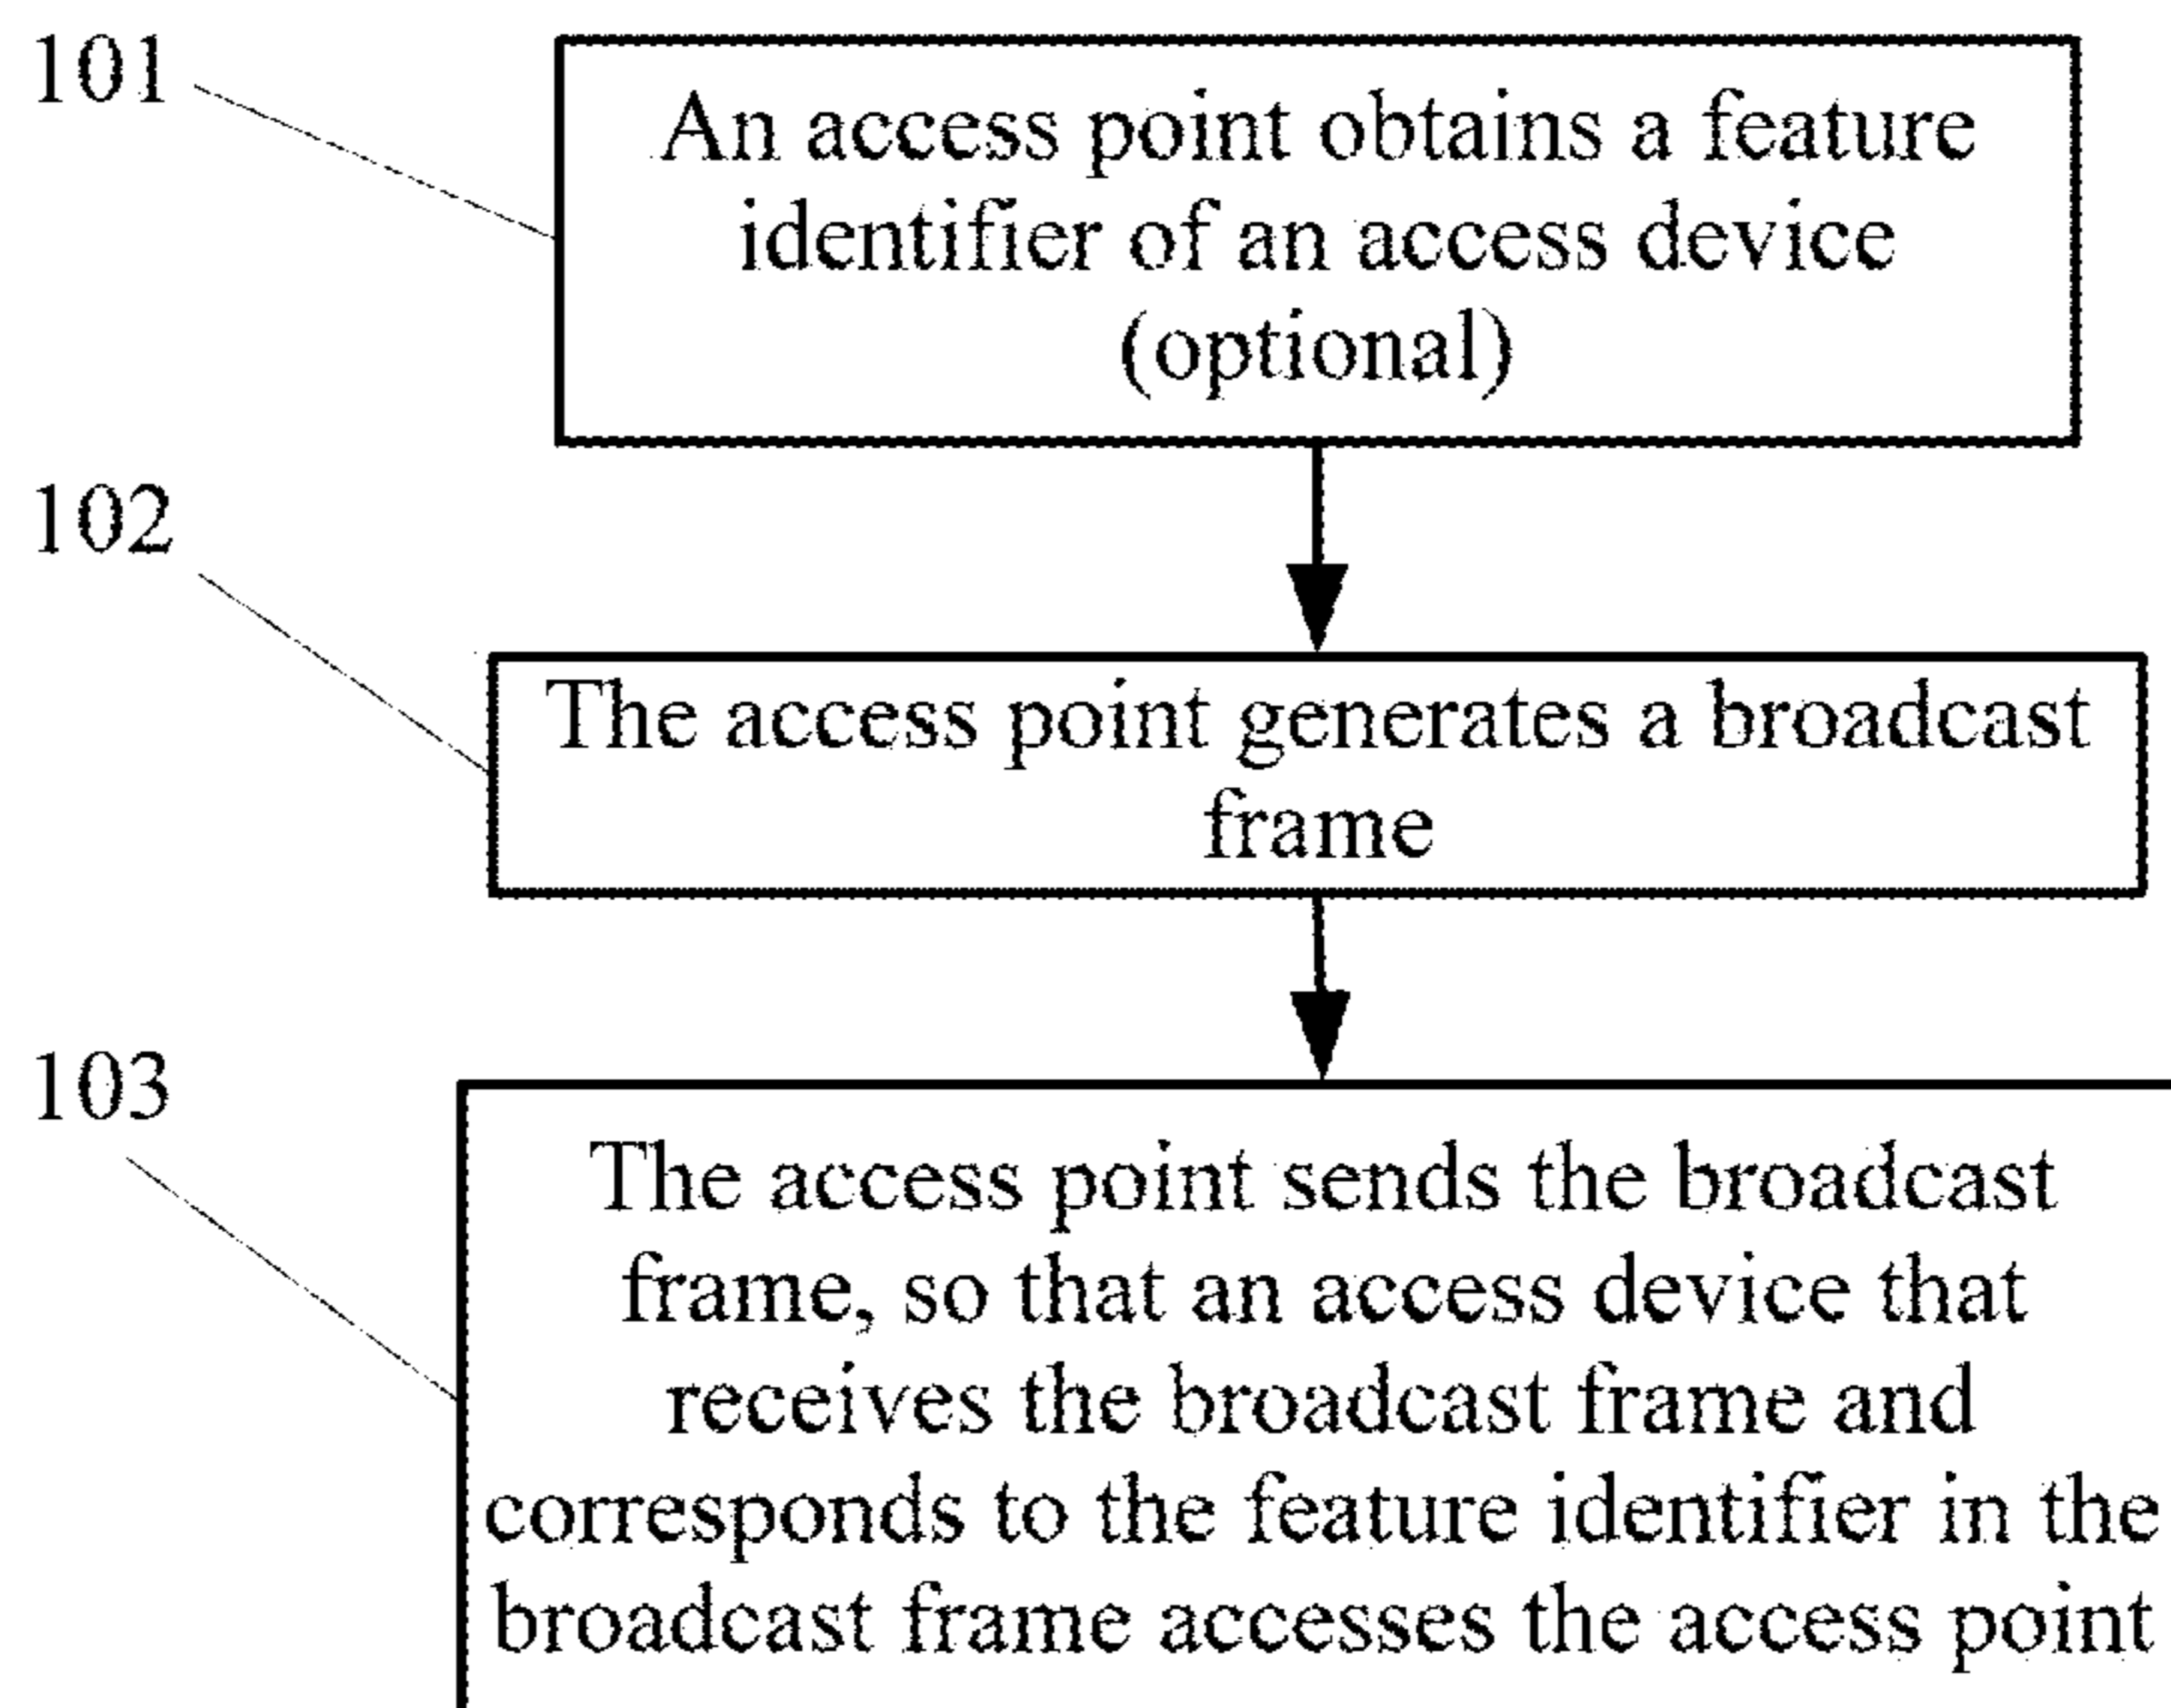 101
An access point obtains a feature
identifier of an access device
(optional)
102
The access point generates a broadcast
frame
103
The access point sends the broadcast
frame, so that an access device that
receives the broadcast frame and
corresponds to the feature identifier in the
broadcast frame accesses the access point